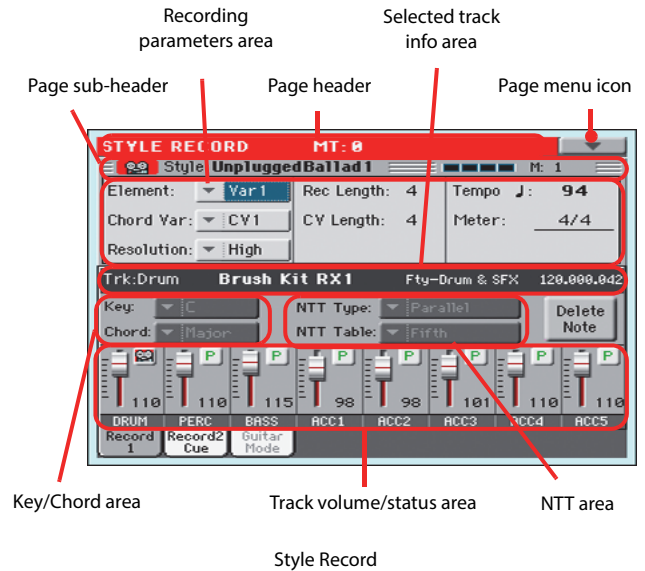 Recording
parameters area
Selected track
info area
Page sub-header
Page header
Page menu icon
STYLE RECORD MT: 0
Style UnpluggedBallad1 M: 1
Element: Var1 Rec Length: 4 Tempo ♩: 94
Chord Var: CV1 CV Length: 4 Meter: 4/4
Resolution: High
Trk:Drum Brush Kit RX1 Fty-Drum & SFX 120.000.042
Key: C NTT Type: Parallel Delete
Chord: Major NTT Table: Fifth Note
P P P P P P P
110 110 115 98 98 101 110 110
DRUM PERC BASS ACC1 ACC2 ACC3 ACC4 ACC5
Record Record2 Guitar
1 Cue Mode
Key/Chord area
Track volume/status area
NTT area
Style Record